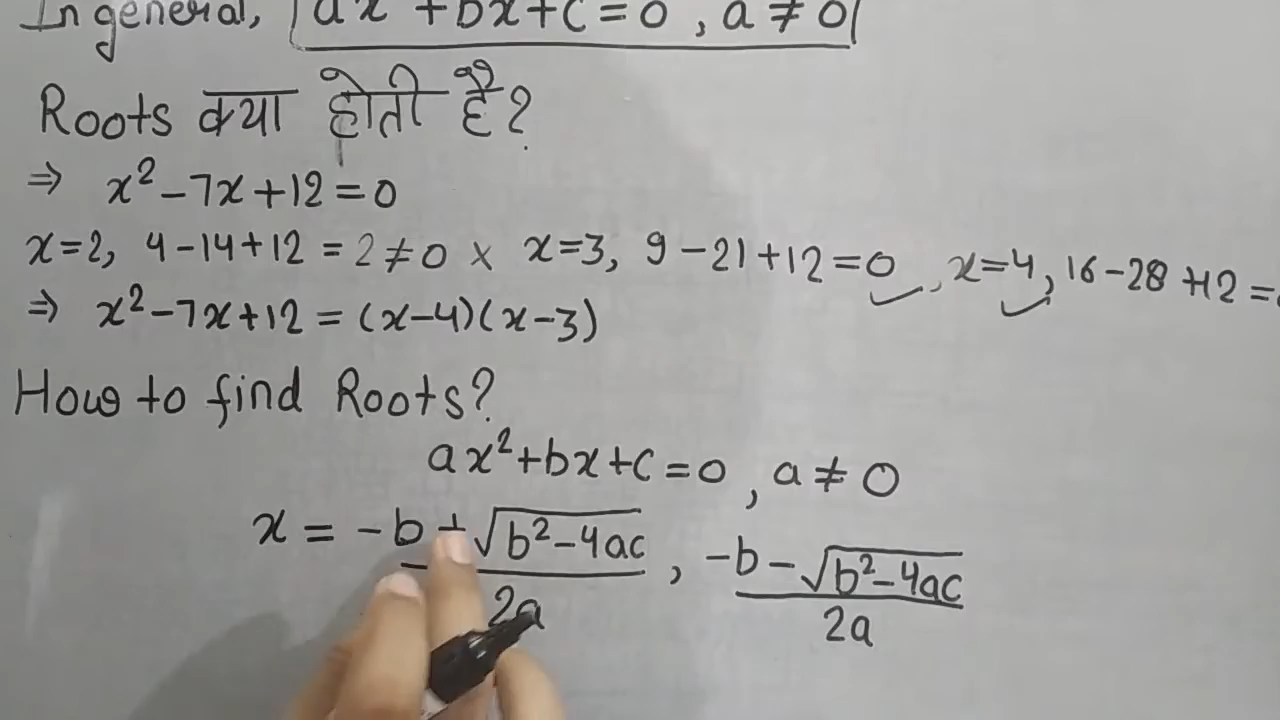 In general, ax +bx+c=0 , a ≠ 0
Roots क्या होती है?
⇒ x²-7x+12=0
x=2, 4-14+12 = 2≠0 × x=3, 9-21+12=0 , x=4, 16-28+12=
⇒ x²-7x+12 = (x-4)(x-3)
How to find Roots?
ax²+bx+c=0 , a ≠ 0
x = -b+√b²-4ac / 2a , -b-√b²-4ac / 2a